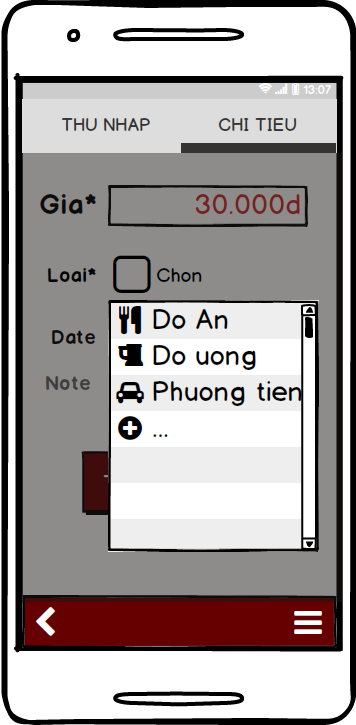 13:07
THU NHAP CHI TIEU
Gia* 30.000d
Loai* Chon
Do An
Date
Do uong
Note
Phuong tien
...